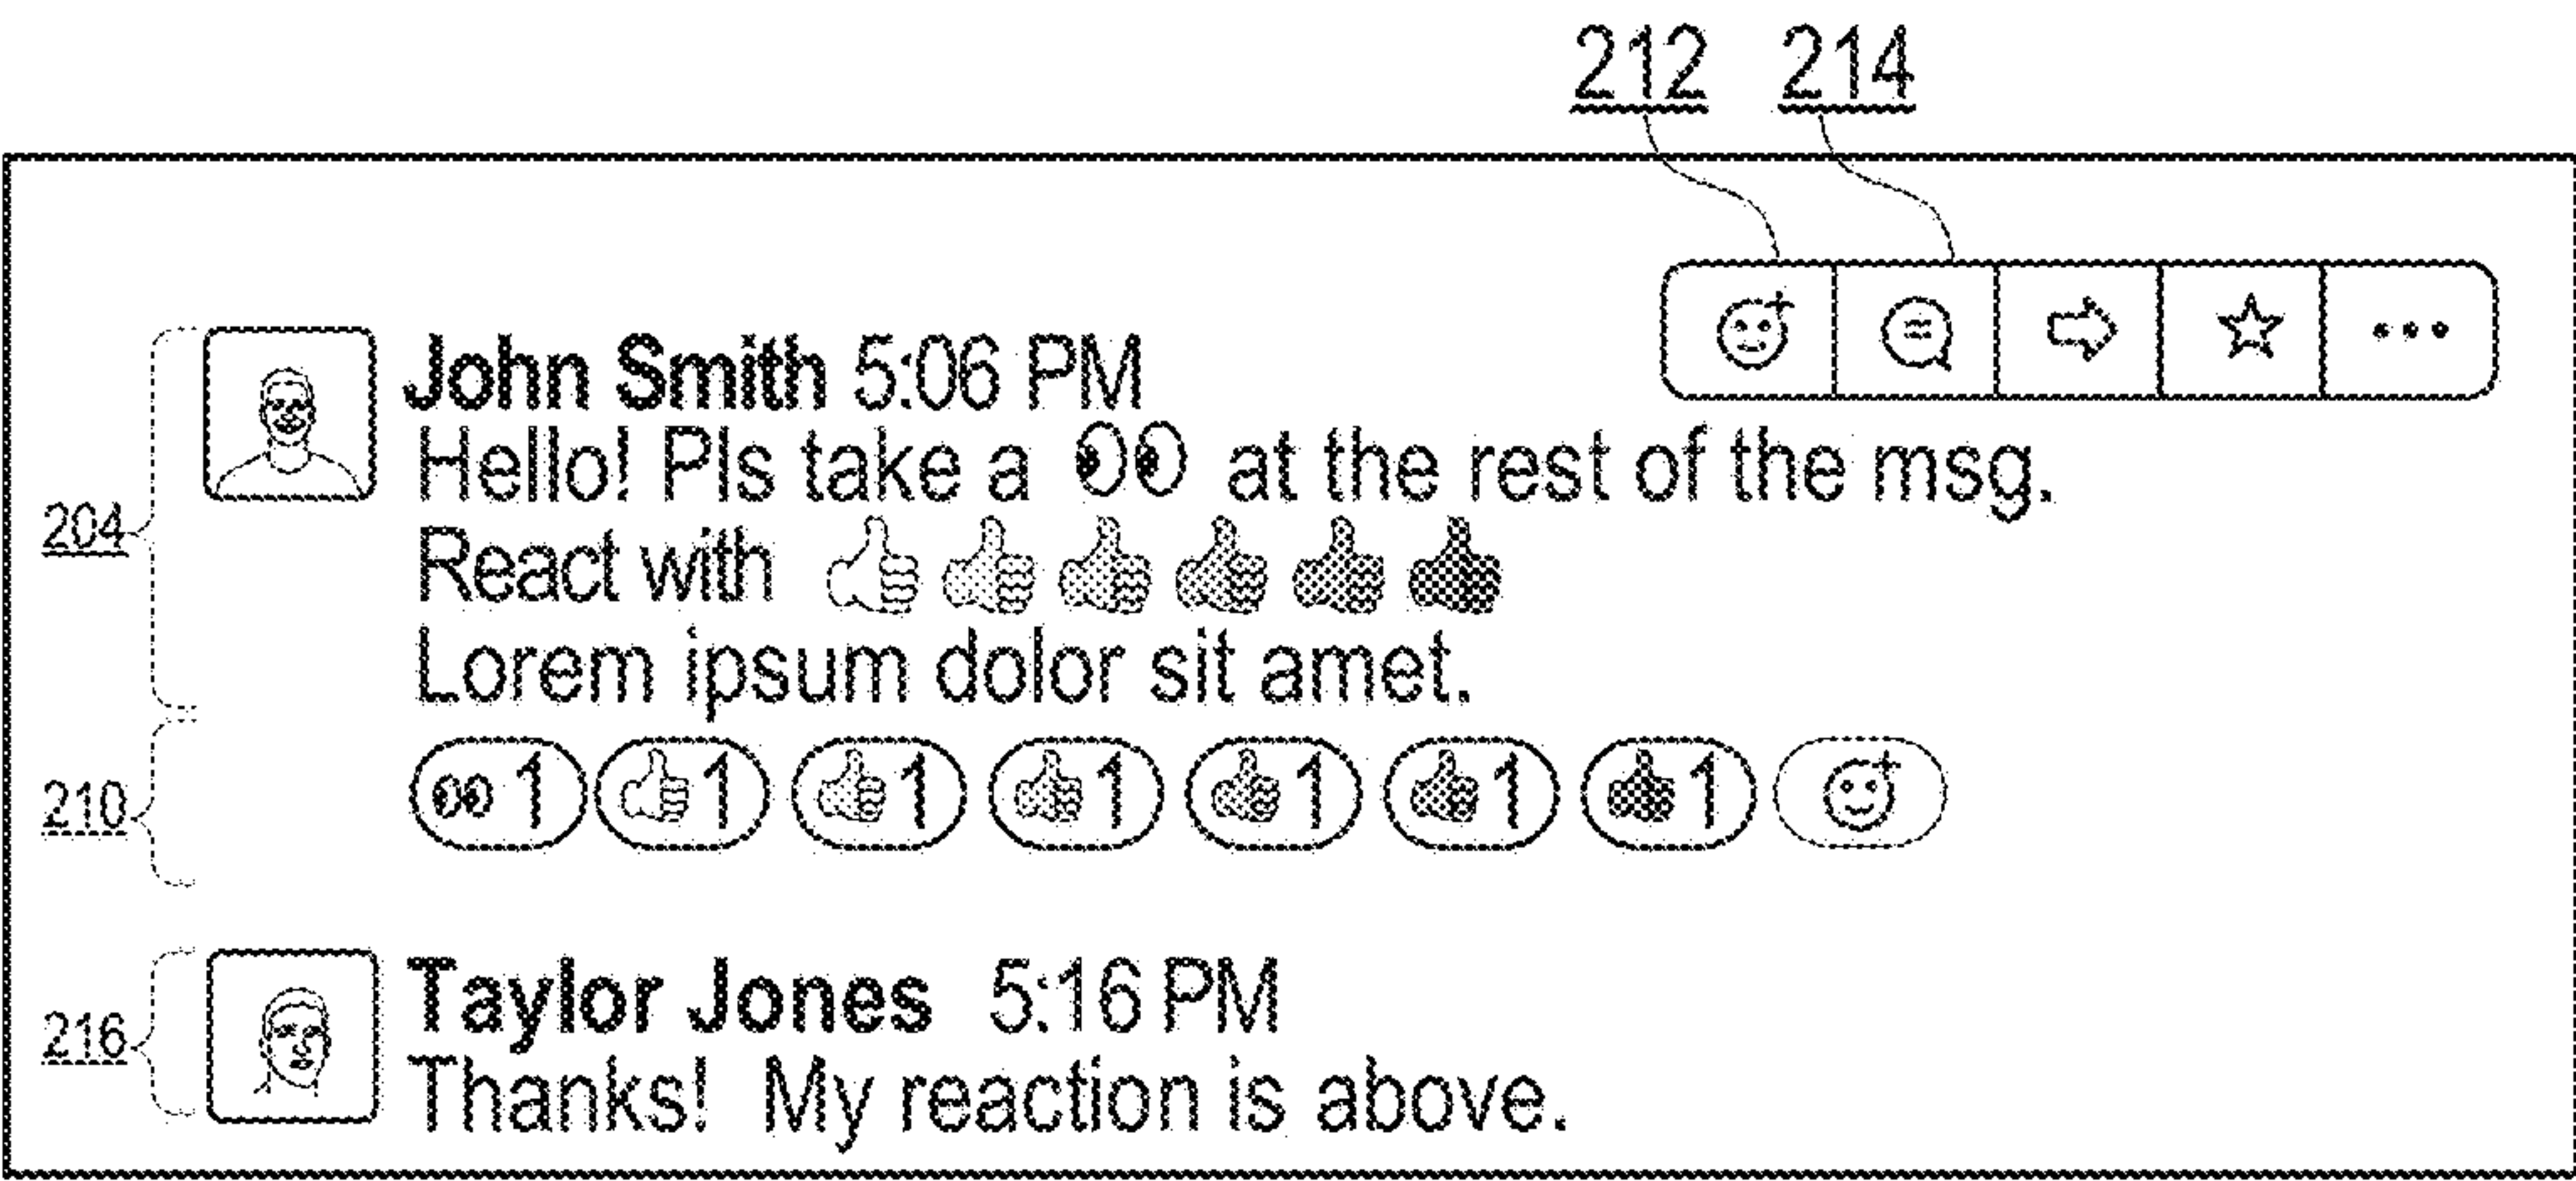 212 214
John Smith 5:06 PM
Hello! Pls take a 👀 at the rest of the msg.
204
React with 👍 👍 👍 👍 👍 👍
Lorem ipsum dolor sit amet.
210
👀 1 👍 1 👍 1 👍 1 👍 1 👍 1 👍 1
Taylor Jones 5:16 PM
216
Thanks! My reaction is above.